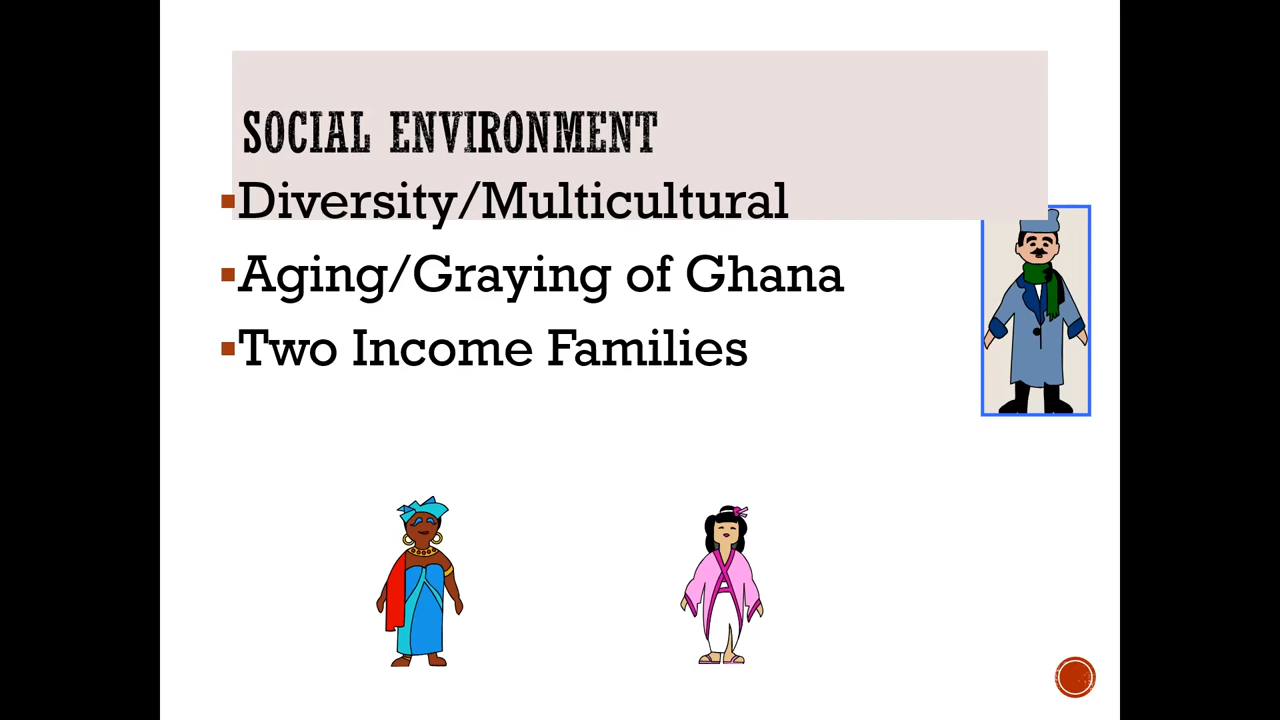 SOCIAL ENVIRONMENT
▪Diversity/Multicultural
▪Aging/Graying of Ghana
▪Two Income Families